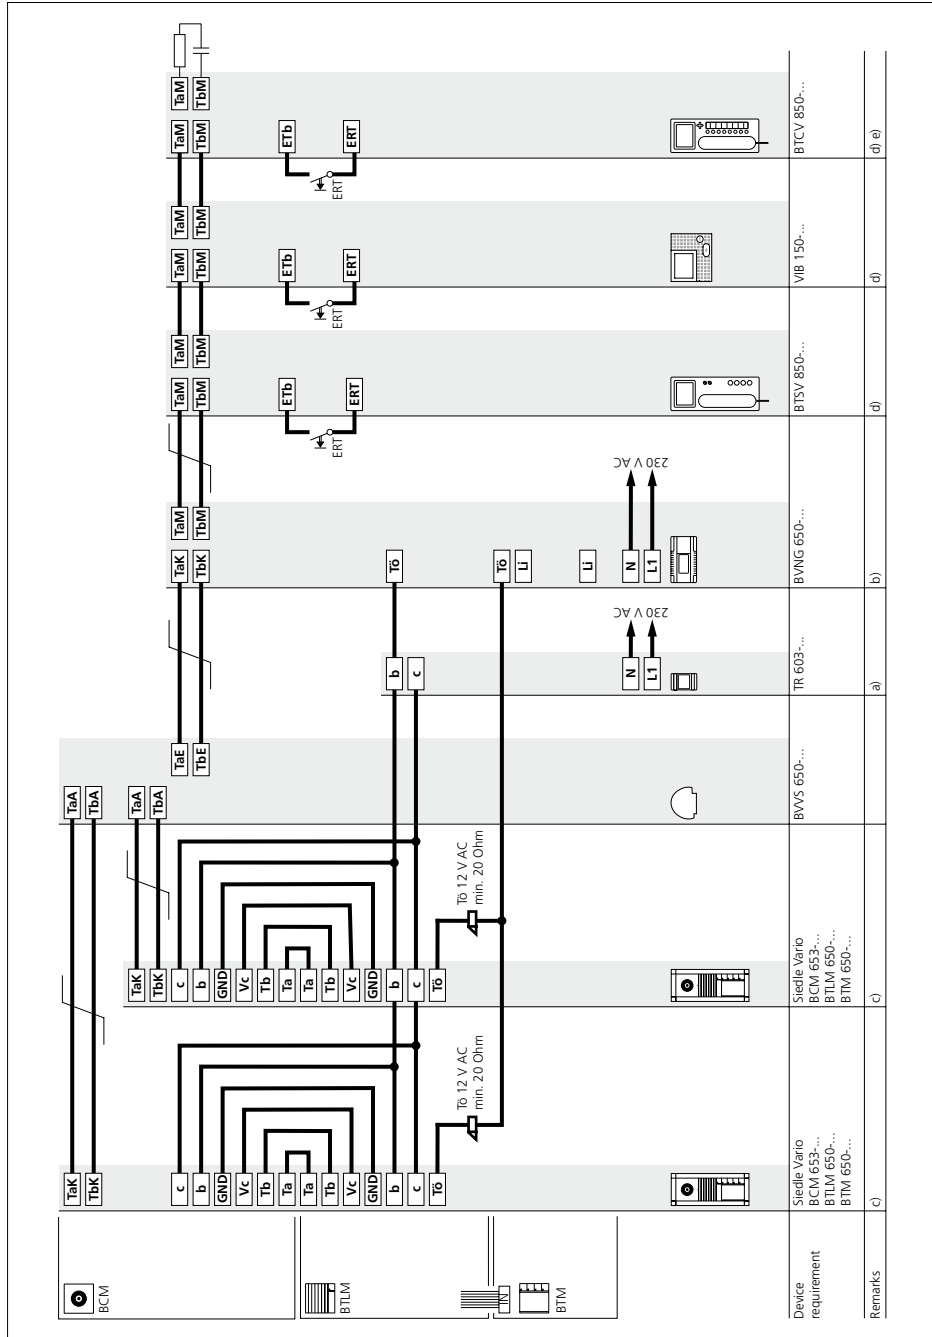 TaK TaA
TbK TbA
BCM
TaK TaA
TbK TbA
c c TaE TaK TaM TaM TaM TaM TaM TaM TaM
b b TbE TbK TbM TbM TbM TbM TbM TbM TbM
GND GND
Vc Vc
Tb Tb
Ta Ta ETb ETb ETb
Ta Ta
Tb Tb
ERT ERT ERT
BTLM
Vc Vc ERT ERT ERT
GND GND
b b b Tö
c c c
Tö Tö
Tö 12 V AC
min. 20 Ohm
Tö 12 V AC
min. 20 Ohm
IN
Tö
Li
BTM
Li
N N
230 V AC 230 V AC
L1 L1
Device
requirement
Siedle Vario
BCM 653-...
BTLM 650-...
BTM 650-...
Siedle Vario
BCM 653-...
BTLM 650-...
BTM 650-...
BVVS 650-...
TR 603-...
BVNG 650-...
BTSV 850-...
VIB 150-...
BTCV 850-...
Remarks
c)
c)
a)
b)
d)
d)
d) e)